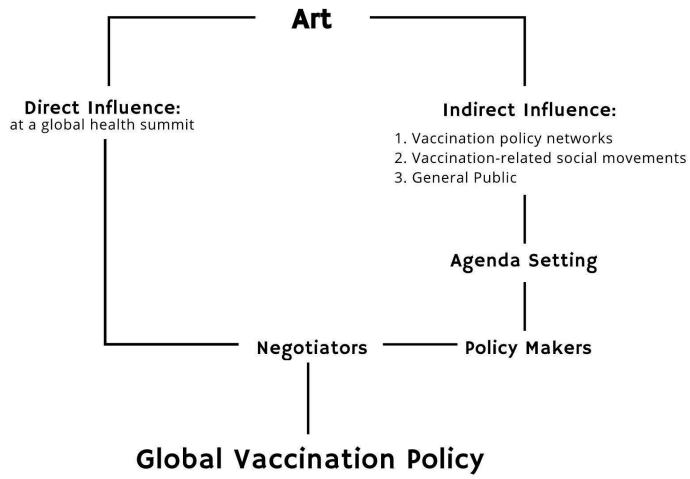 Art
Direct Influence:
at a global health summit
Indirect Influence:
1. Vaccination policy networks
2. Vaccination-related social movements
3. General Public
Agenda Setting
Negotiators
Policy Makers
Global Vaccination Policy